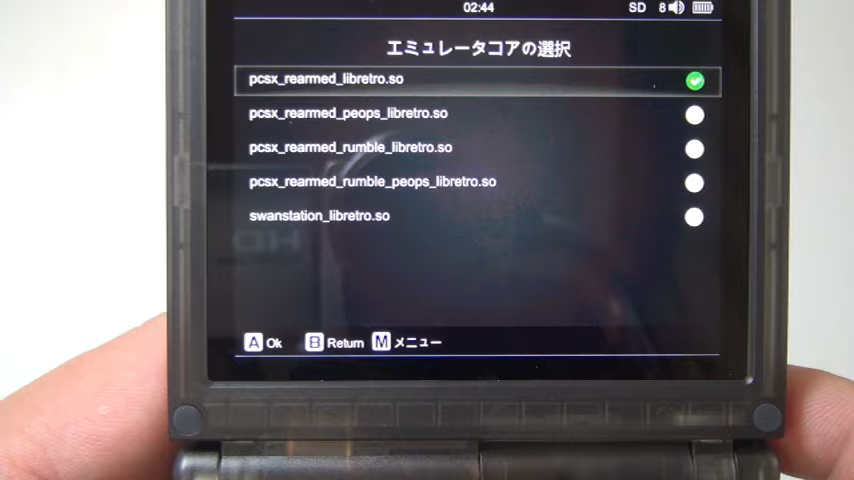 02:44 SD 8
エミュレータコアの選択
pcsx_rearmed_libretro.so
pcsx_rearmed_peops_libretro.so
pcsx_rearmed_rumble_libretro.so
pcsx_rearmed_rumble_peops_libretro.so
swanstation_libretro.so
A Ok B Return M メニュー